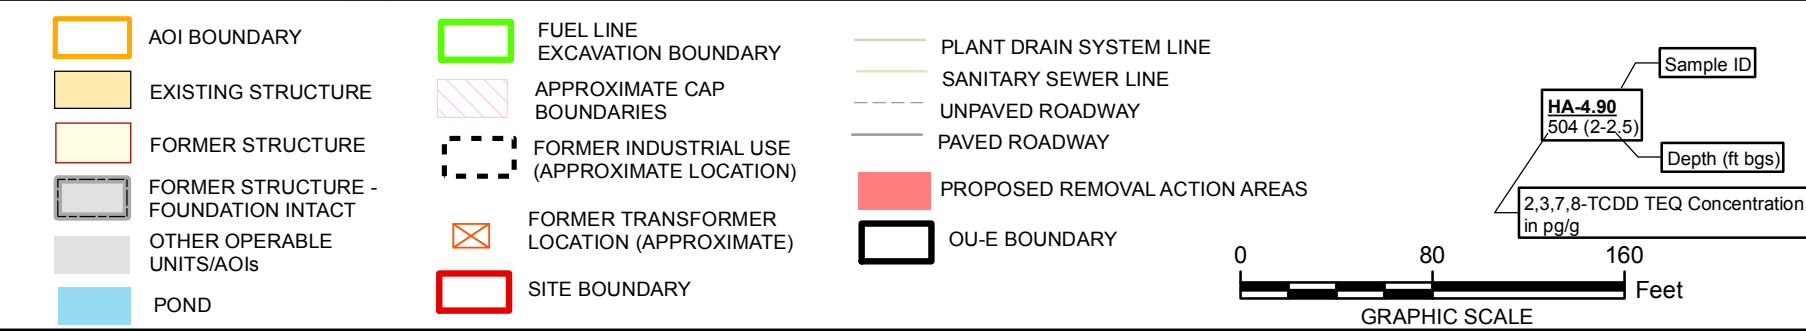 AOI BOUNDARY
EXISTING STRUCTURE
FORMER STRUCTURE
FORMER STRUCTURE -
FOUNDATION INTACT
OTHER OPERABLE
UNITS/AOIs
POND
FUEL LINE
EXCAVATION BOUNDARY
APPROXIMATE CAP
BOUNDARIES
FORMER INDUSTRIAL USE
(APPROXIMATE LOCATION)
FORMER TRANSFORMER
LOCATION (APPROXIMATE)
SITE BOUNDARY
PLANT DRAIN SYSTEM LINE
SANITARY SEWER LINE
UNPAVED ROADWAY
PAVED ROADWAY
PROPOSED REMOVAL ACTION AREAS
OU-E BOUNDARY
Sample ID
HA-4.90
504 (2-2.5)
Depth (ft bgs)
2,3,7,8-TCDD TEQ Concentration
in pg/g
0 80 160
Feet
GRAPHIC SCALE